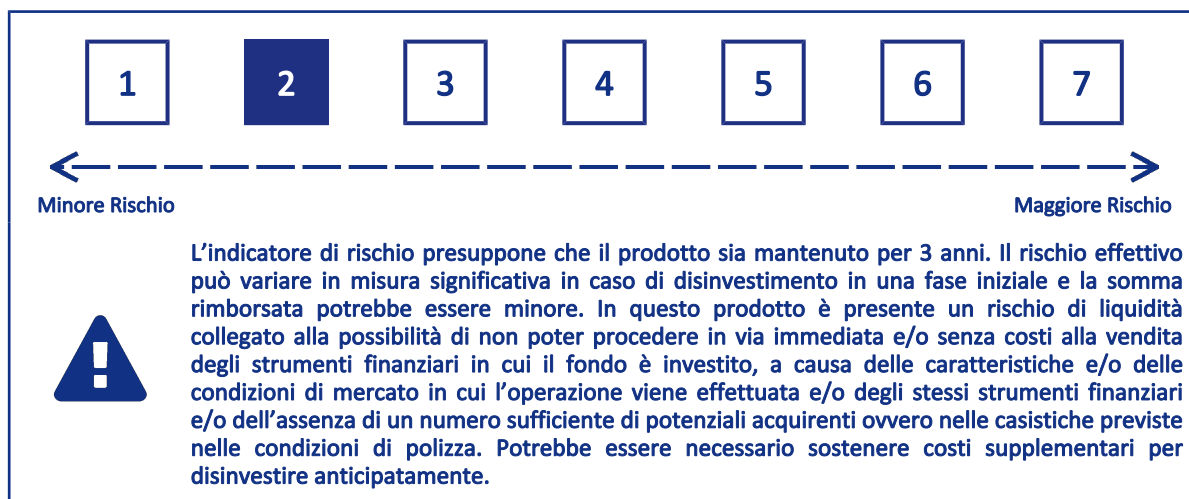 1 2 3 4 5 6 7
Minore Rischio Maggiore Rischio
L'indicatore di rischio presuppone che il prodotto sia mantenuto per 3 anni. Il rischio effettivo
può variare in misura significativa in caso di disinvestimento in una fase iniziale e la somma
rimborsata potrebbe essere minore. In questo prodotto è presente un rischio di liquidità
collegato alla possibilità di non poter procedere in via immediata e/o senza costi alla vendita
degli strumenti finanziari in cui il fondo è investito, a causa delle caratteristiche e/o delle
condizioni di mercato in cui l'operazione viene effettuata e/o degli stessi strumenti finanziari
e/o dell'assenza di un numero sufficiente di potenziali acquirenti ovvero nelle casistiche previste
nelle condizioni di polizza. Potrebbe essere necessario sostenere costi supplementari per
disinvestire anticipatamente.